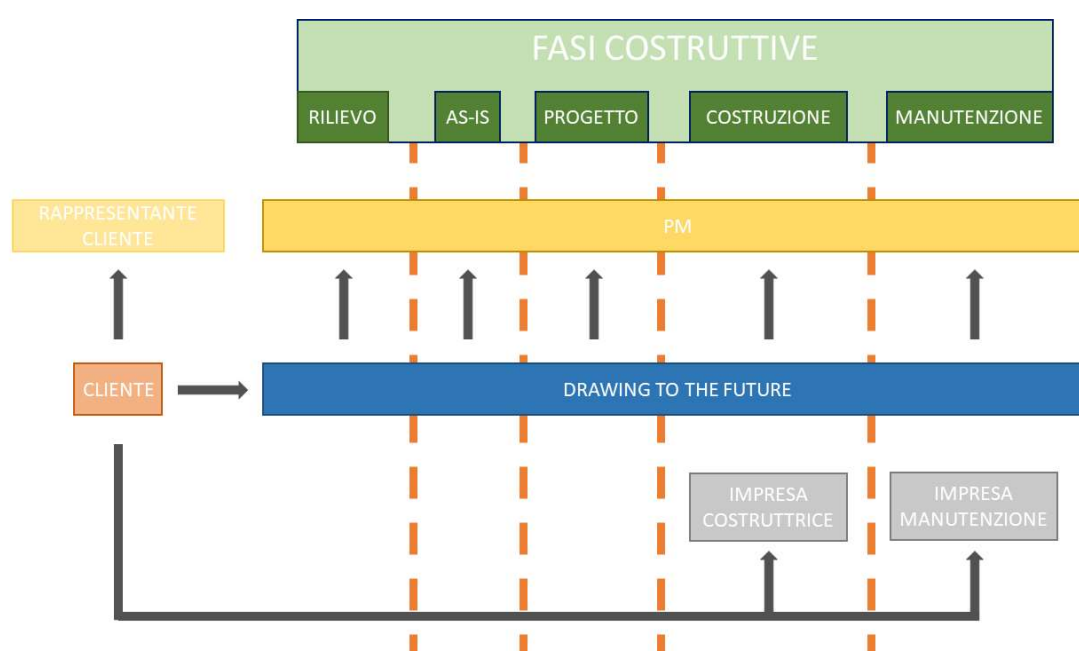 FASI COSTRUTTIVE
RILIEVO
AS-IS
PROGETTO
COSTRUZIONE
MANUTENZIONE
RAPPRESENTANTE
CLIENTE
PM
CLIENTE
DRAWING TO THE FUTURE
IMPRESA
COSTRUTTRICE
IMPRESA
MANUTENZIONE